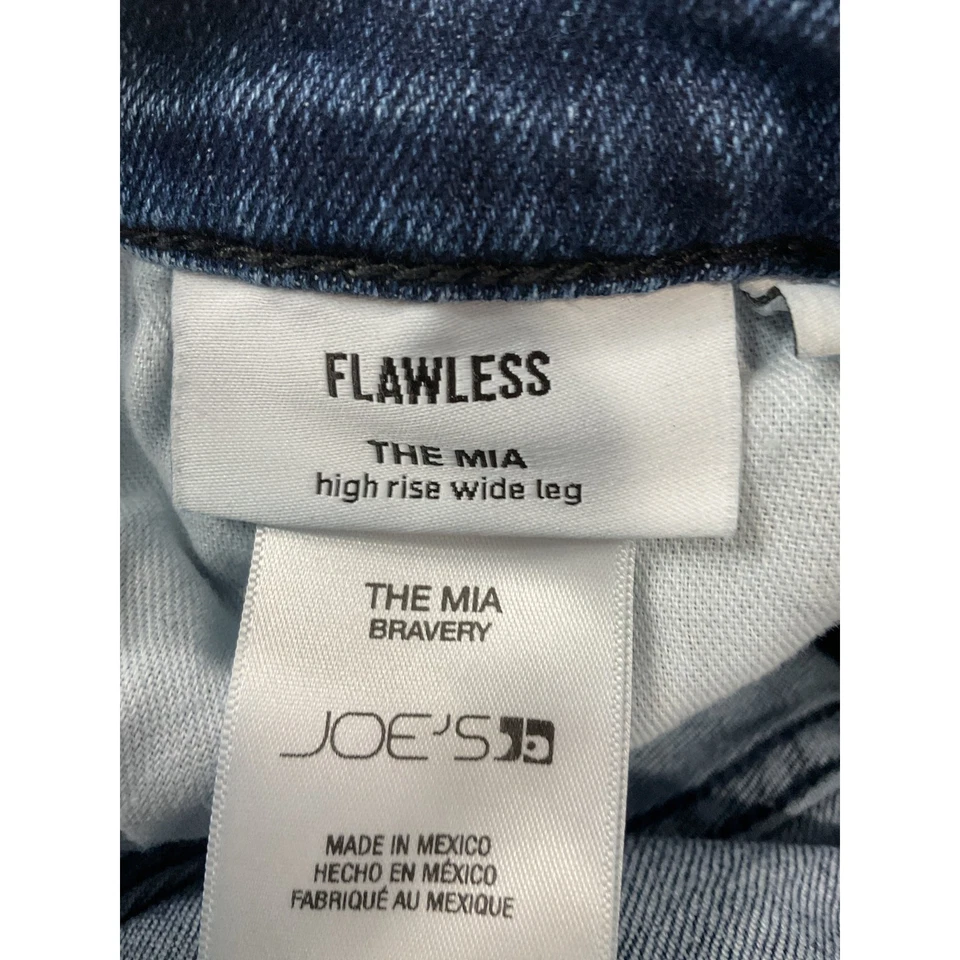 FLAWLESS
THE MIA
high rise wide leg
THE MIA
BRAVERY
JOE'S
MADE IN MEXICO
HECHO EN MÉXICO
FABRIQUÉ AU MEXIQUE